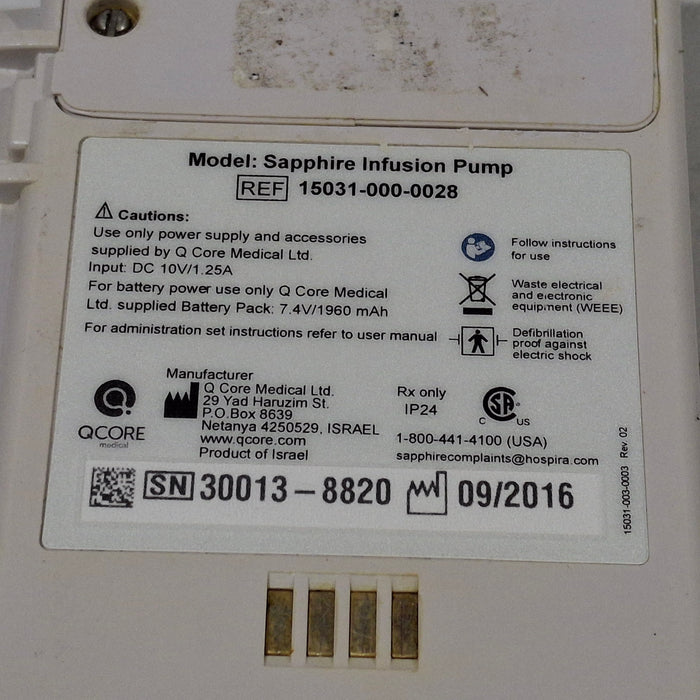 Model: Sapphire Infusion Pump
REF 15031-000-0028
Cautions:
Use only power supply and accessories
supplied by Q Core Medical Ltd.
Input: DC 10V/1.25A
For battery power use only Q Core Medical
Ltd. supplied Battery Pack: 7.4V/1960 mAh
For administration set instructions refer to user manual
Follow instructions
for use
Waste electrical
and electronic
equipment (WEEE)
Defibrillation
proof against
electric shock
QCORE
medical
Manufacturer
Q Core Medical Ltd.
29 Yad Haruzim St.
P.O.Box 8639
Netanya 4250529, ISRAEL
www.qcore.com
Product of Israel
Rx only
IP24
C SA US
1-800-441-4100 (USA)
sapphirecomplaints@hospira.com
SN 30013-8820 09/2016
15031-003-0003 Rev. 02